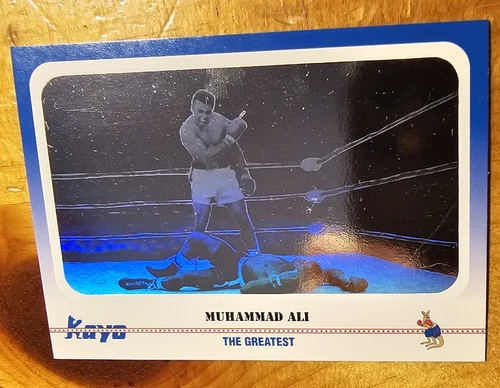 MUHAMMAD ALI
Kayo
THE GREATEST